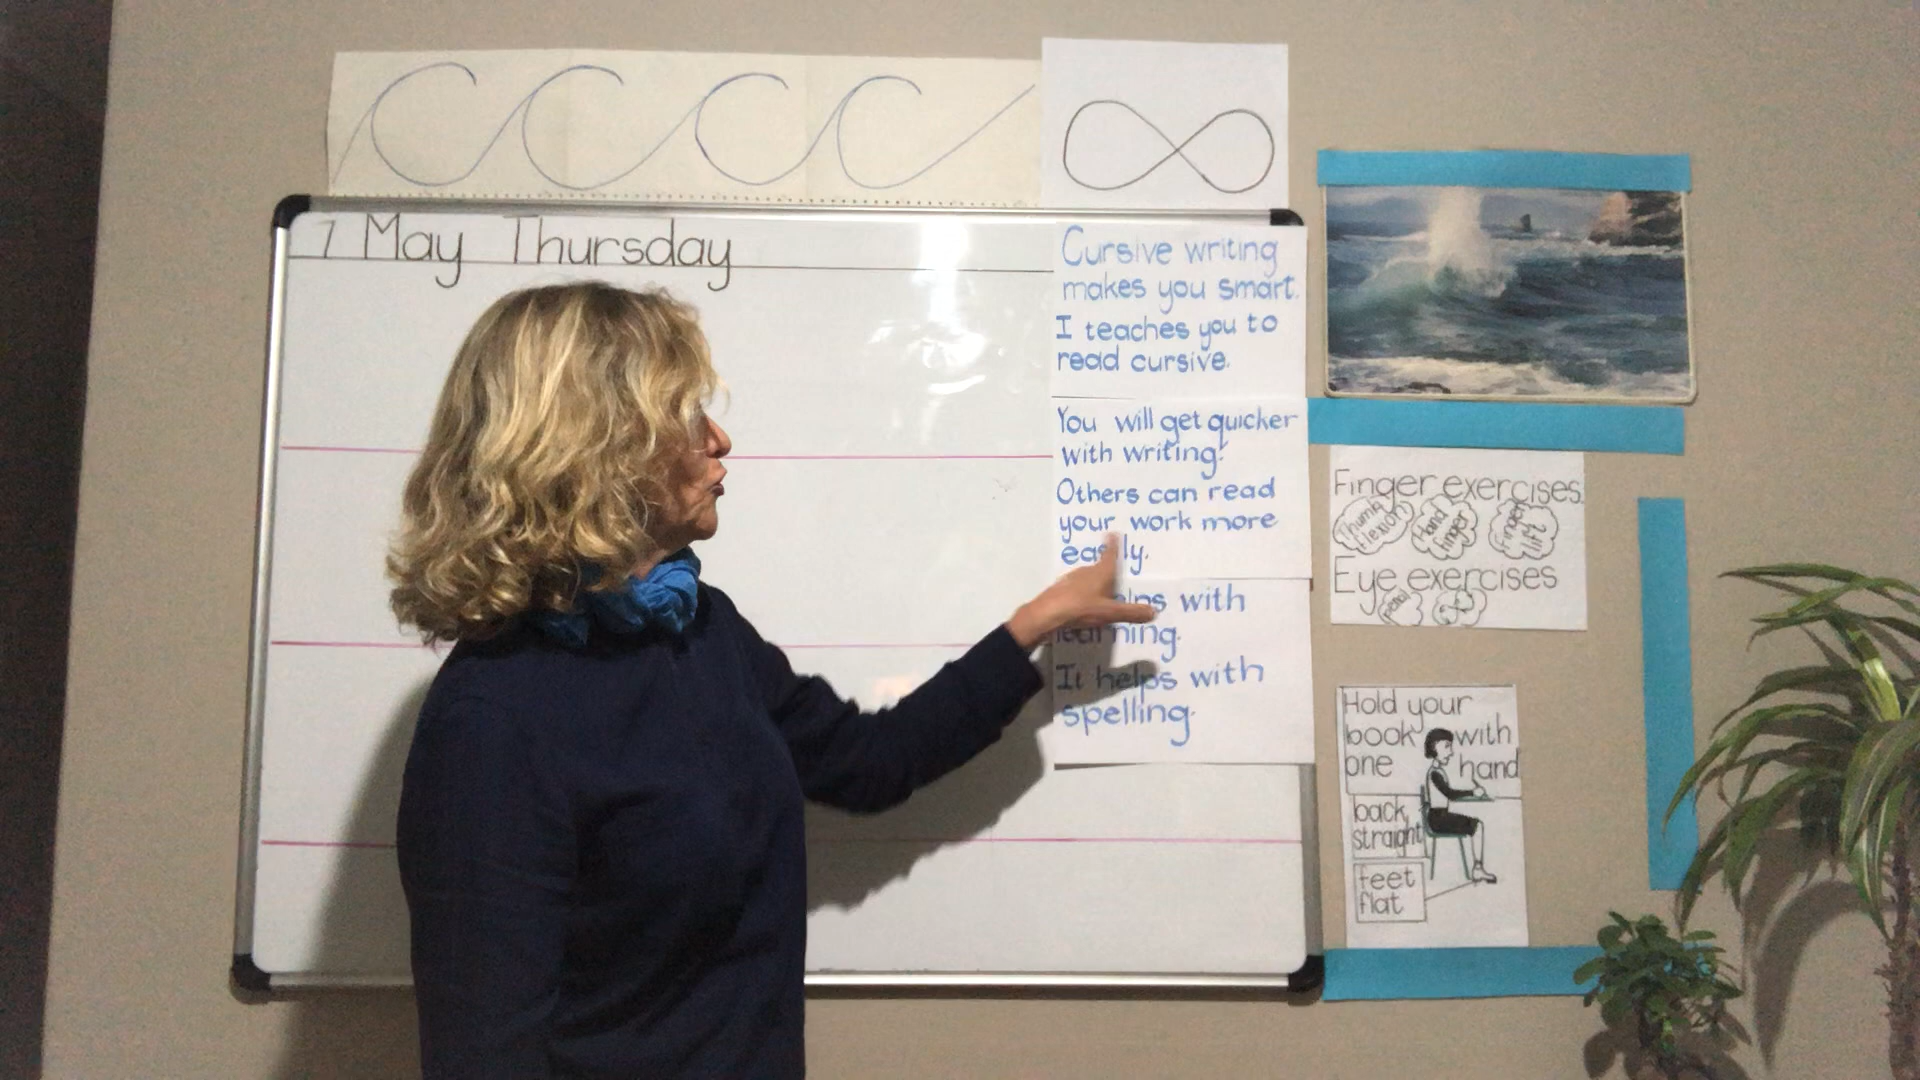 7 May Thursday
Cursive writing
makes you smart.
I teaches you to
read cursive.
You will get quicker
with writing.
Others can read
your work more
easily.
helps with
learning.
It helps with
spelling.
Finger exercises
Thumb flexion
Hand finger
Finger lift
Eye exercises
Hold your
book with
one hand
back
straight
feet
flat